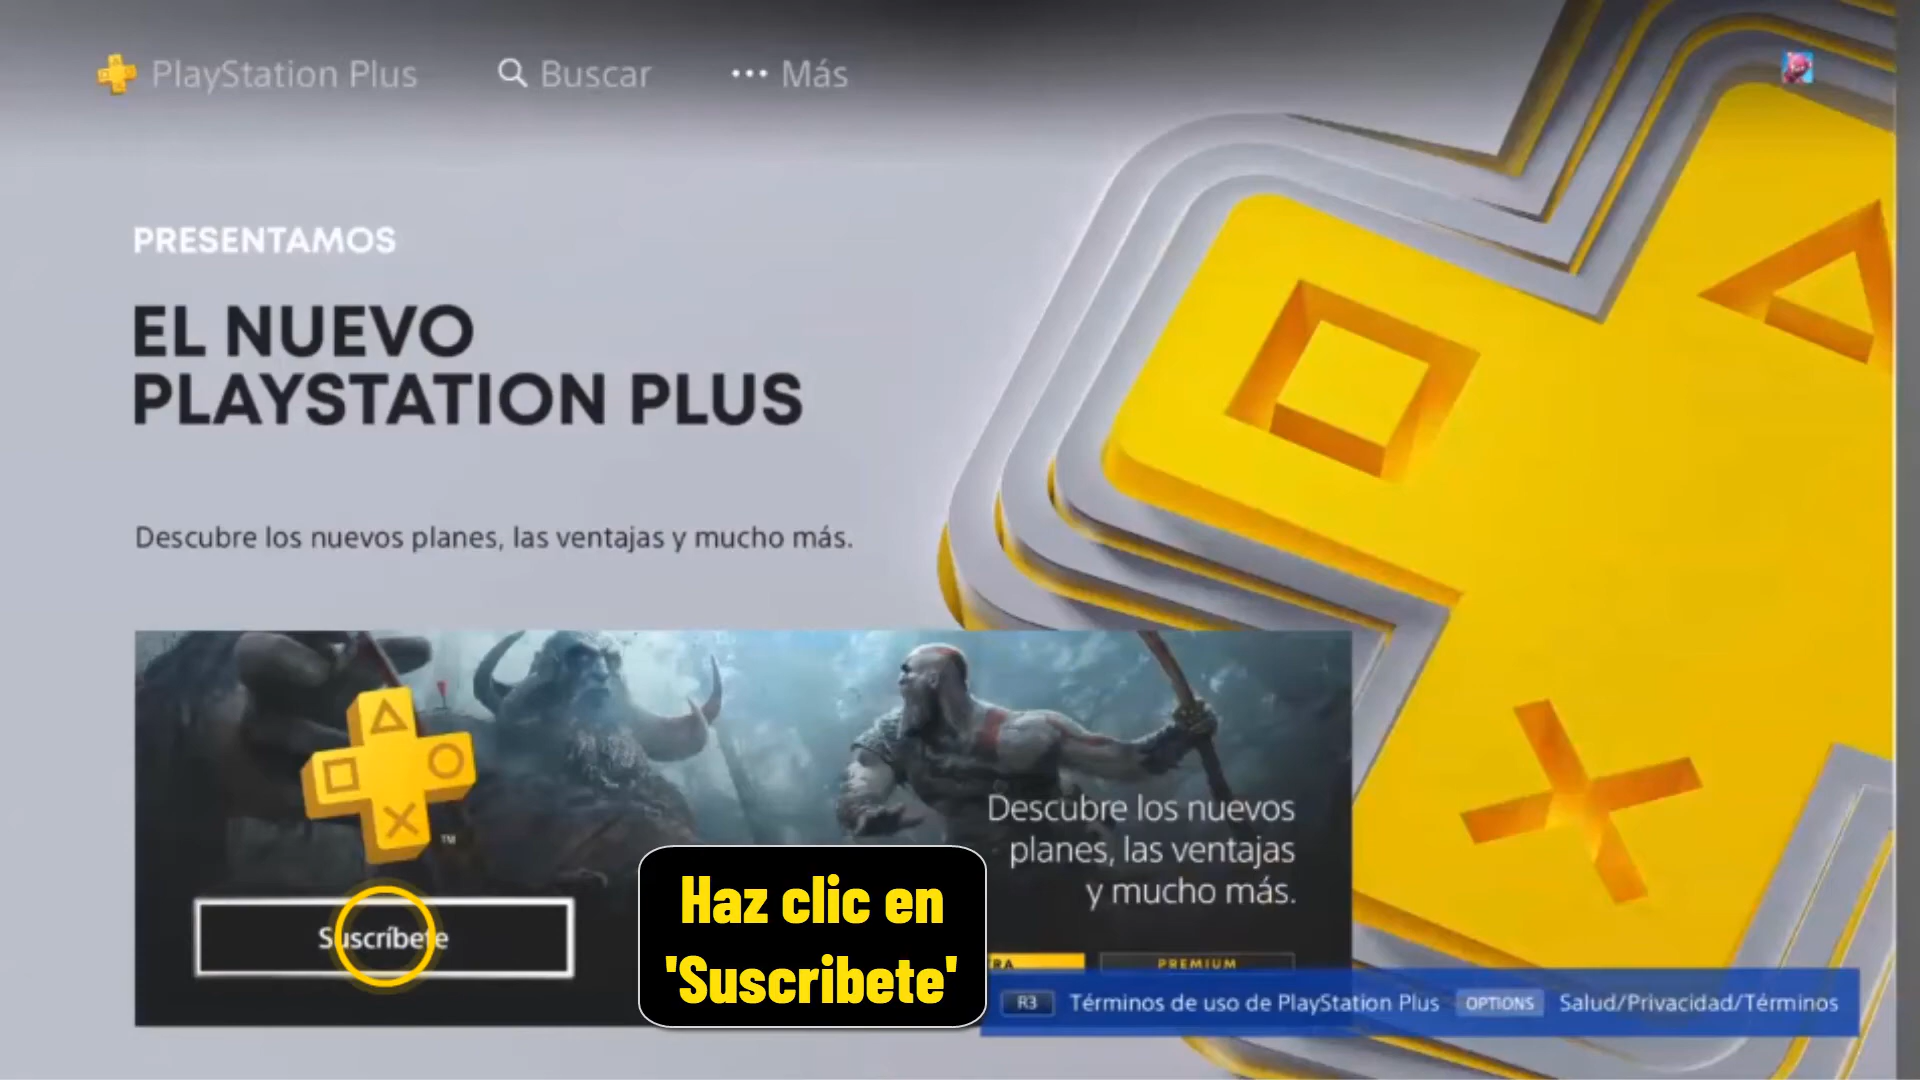 PlayStation Plus
Buscar
Más
PRESENTAMOS
EL NUEVO
PLAYSTATION PLUS
Descubre los nuevos planes, las ventajas y mucho más.
TM
Descubre los nuevos
planes, las ventajas
y mucho más.
Suscríbete
Haz clic en
'Suscribete'
PREMIUM
R3 Términos de uso de PlayStation Plus OPTIONS Salud/Privacidad/Términos